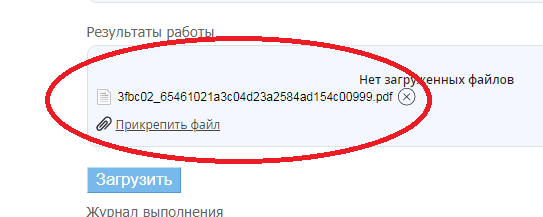 Результаты работы
Нет загруженных файлов
3fbc02_65461021a3c04d23a2584ad154c00999.pdf
Прикрепить файл
Загрузить
Журнал выполнения